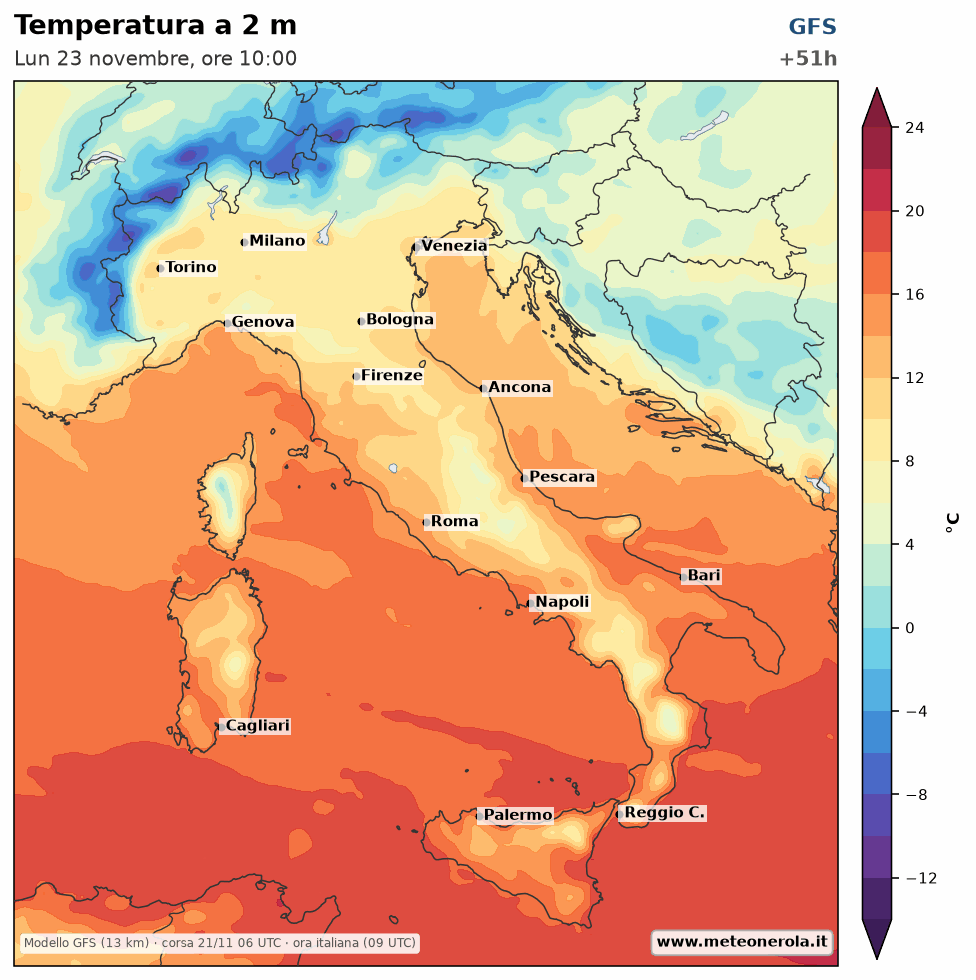 Temperatura a 2 m
GFS
Lun 23 novembre, ore 10:00
+51h
Milano
Venezia
Torino
Genova
Bologna
Firenze
Ancona
Pescara
Roma
Bari
Napoli
Cagliari
Palermo
Reggio C.
24
20
16
12
8
4
0
−4
−8
−12
°C
Modello GFS (13 km) · corsa 21/11 06 UTC · ora italiana (09 UTC)
www.meteonerola.it